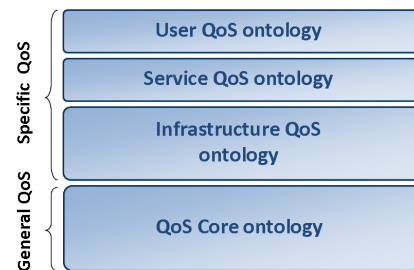 Specific QoS
User QoS ontology
Service QoS ontology
Infrastructure QoS
ontology
General QoS
QoS Core ontology